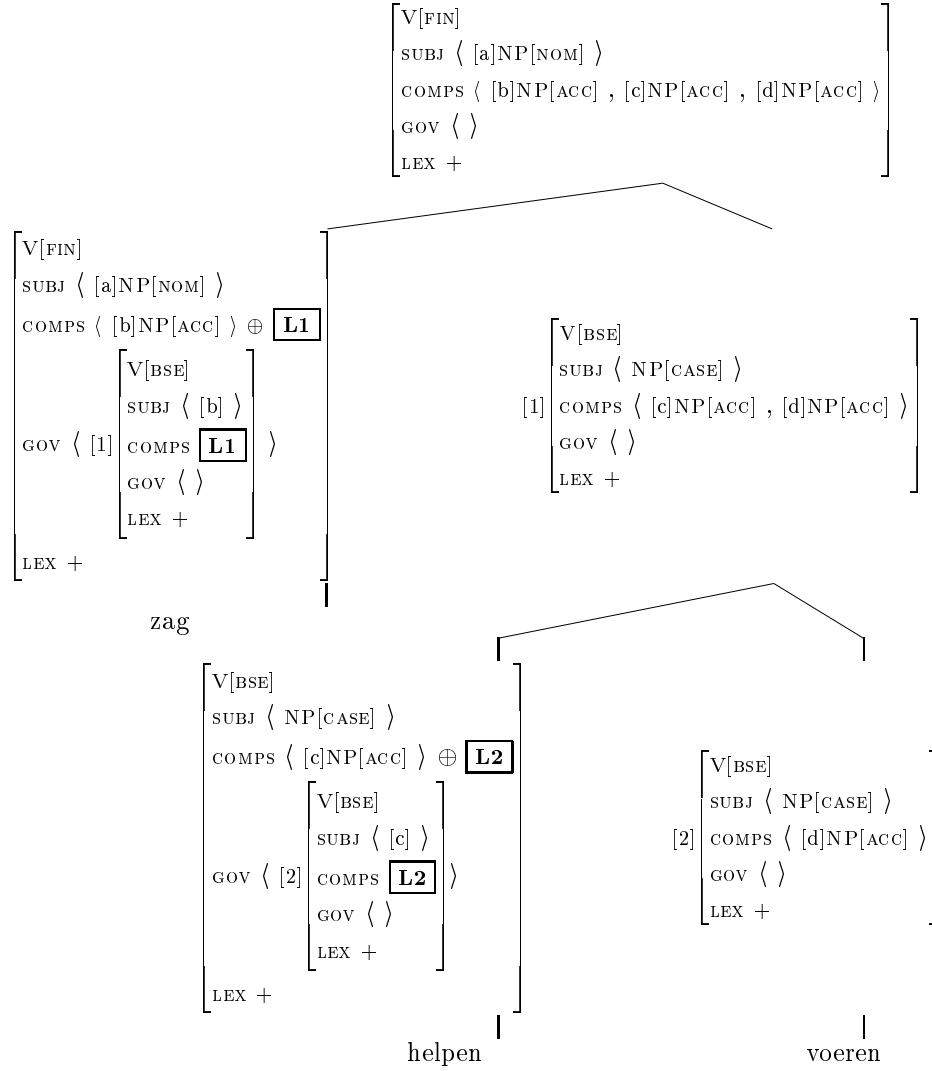 V[FIN]
SUBJ ⟨ [a]NP[NOM] ⟩
COMPS ⟨ [b]NP[ACC] , [c]NP[ACC] , [d]NP[ACC] ⟩
GOV ⟨ ⟩
LEX +
V[FIN]
SUBJ ⟨ [a]NP[NOM] ⟩
COMPS ⟨ [b]NP[ACC] ⟩ ⊕ L1
GOV ⟨ [1] V[BSE]
SUBJ ⟨ [b] ⟩
COMPS L1
GOV ⟨ ⟩
LEX +
⟩
LEX +
zag
[1] V[BSE]
SUBJ ⟨ NP[CASE] ⟩
COMPS ⟨ [c]NP[ACC] , [d]NP[ACC] ⟩
GOV ⟨ ⟩
LEX +
V[BSE]
SUBJ ⟨ NP[CASE] ⟩
COMPS ⟨ [c]NP[ACC] ⟩ ⊕ L2
GOV ⟨ [2] V[BSE]
SUBJ ⟨ [c] ⟩
COMPS L2
GOV ⟨ ⟩
LEX +
⟩
LEX +
helpen
[2] V[BSE]
SUBJ ⟨ NP[CASE] ⟩
COMPS ⟨ [d]NP[ACC] ⟩
GOV ⟨ ⟩
LEX +
voeren